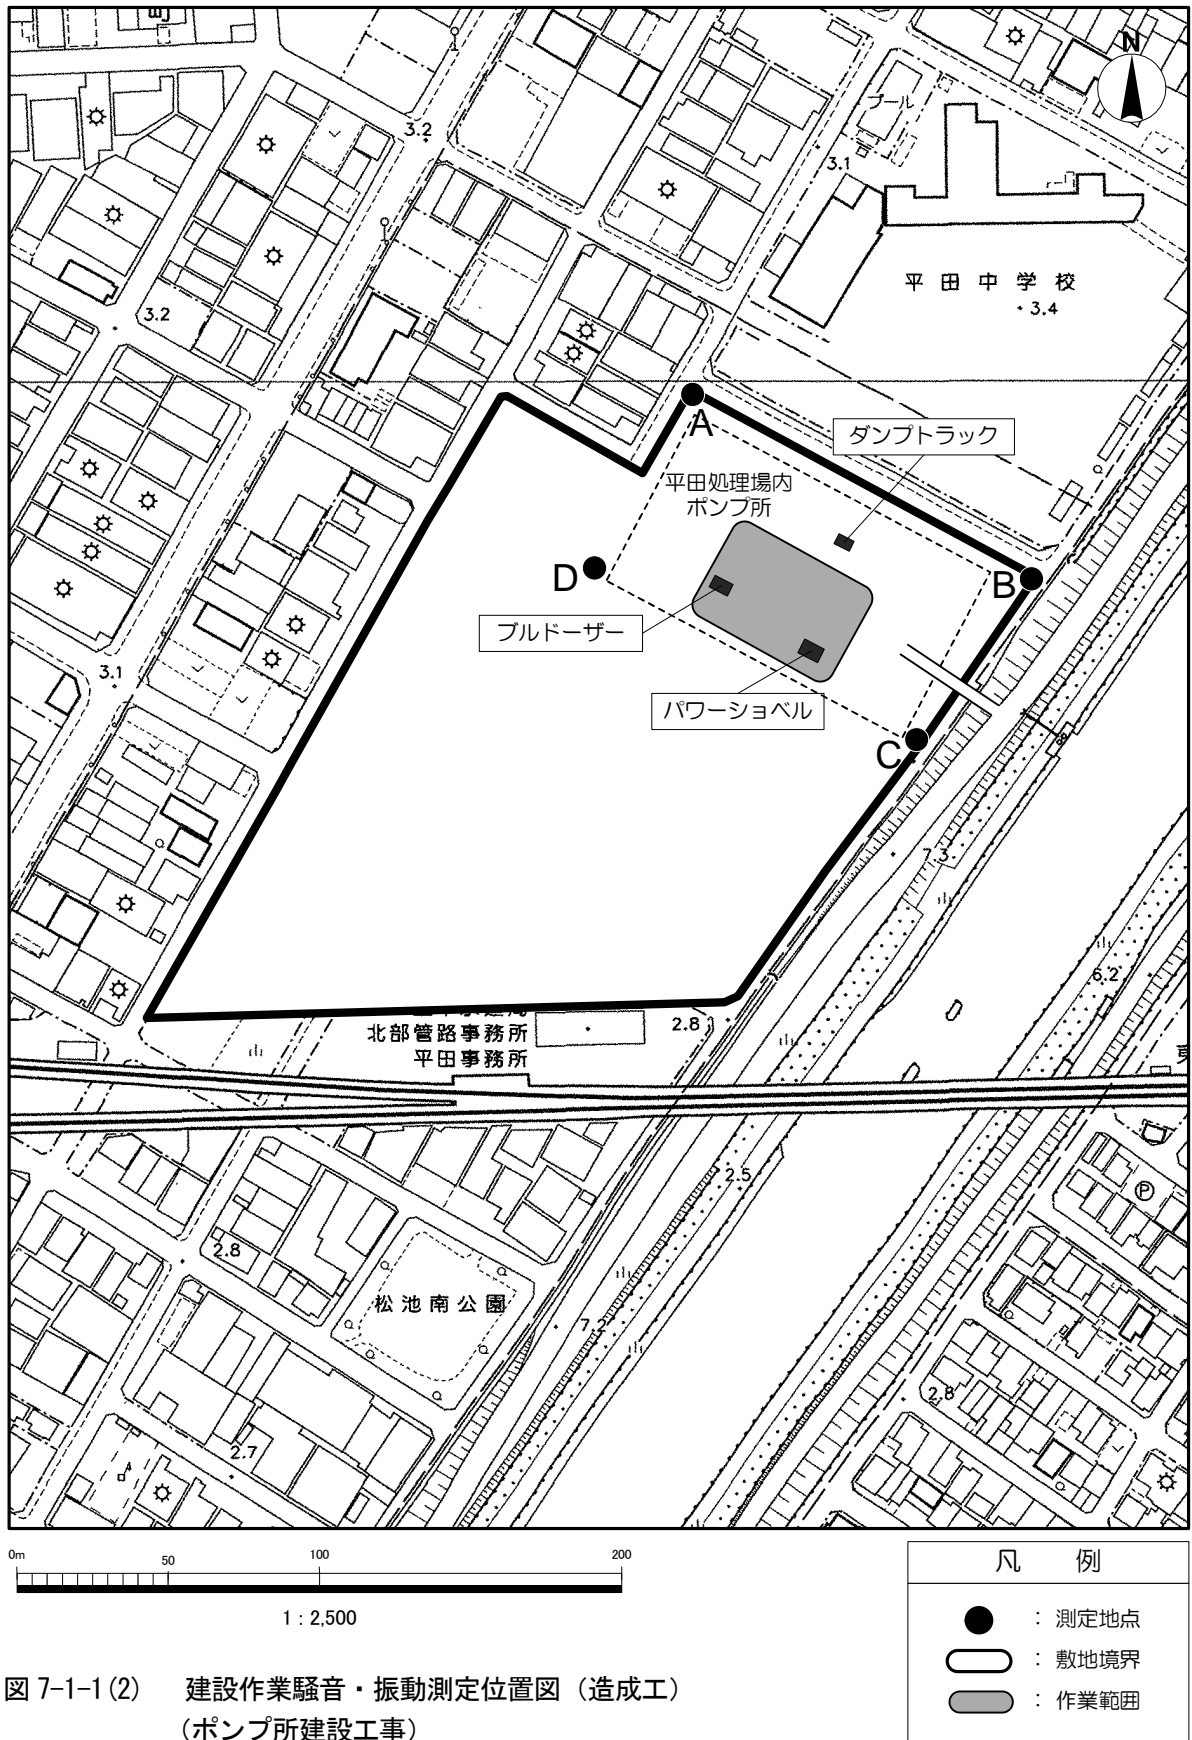 N
3.2
プール
3.1
平田中学校
3.4
3.2
A
ダンプトラック
平田処理場内
ポンプ所
D
B
ブルドーザー
3.1
パワーショベル
C
7.3
6.2
北部管路事務所
平田事務所
2.8
2.5
P
2.8
松池南公園
7.2
2.8
2.7
0m 50 100 200
1：2,500
凡 例
：測定地点
：敷地境界
：作業範囲
図 7-1-1(2) 建設作業騒音・振動測定位置図（造成工）
（ポンプ所建設工事）